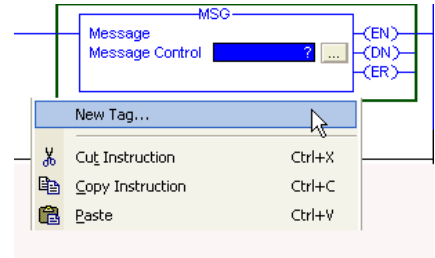 MSG
Message
Message Control ? ...
(EN)
(DN)
(ER)
New Tag...
Cut Instruction Ctrl+X
Copy Instruction Ctrl+C
Paste Ctrl+V